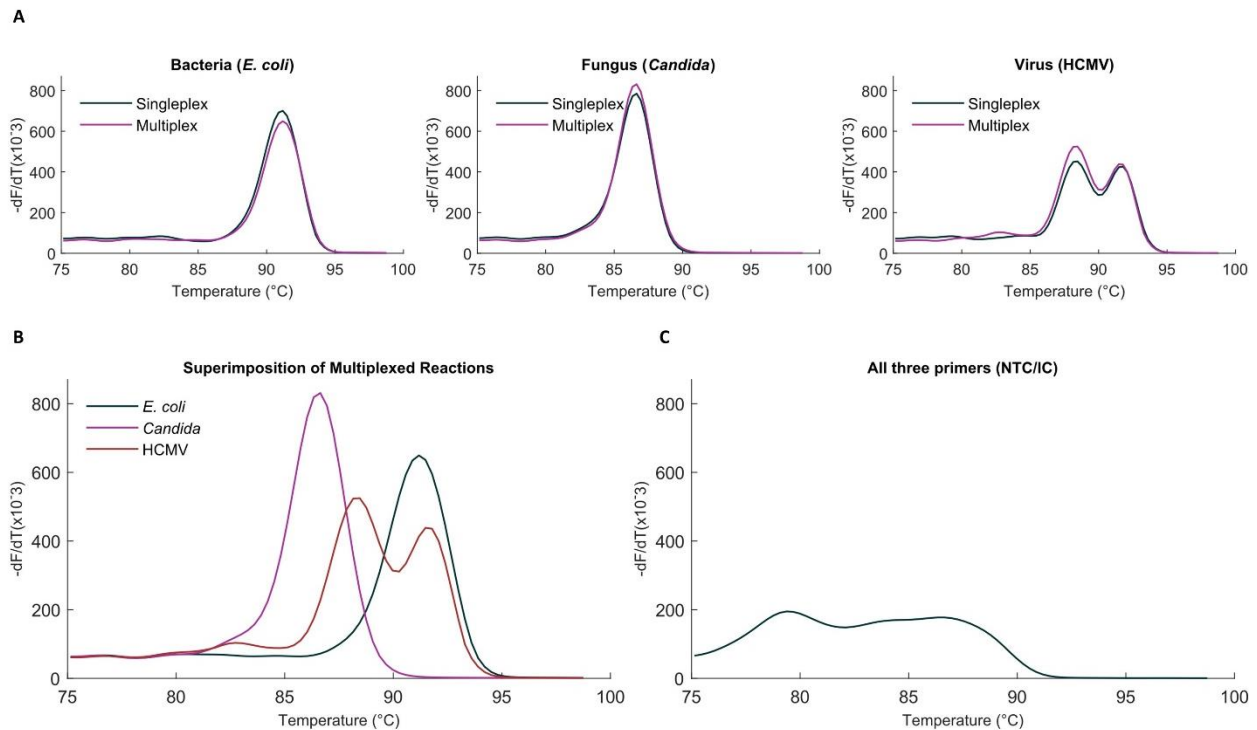 A
Bacteria (E. coli)
-dF/dT(x10⁻3)
800
600
400
200
0
Singleplex
Multiplex
75 80 85 90 95 100
Temperature (°C)
Fungus (Candida)
-dF/dT(x10⁻3)
800
600
400
200
0
Singleplex
Multiplex
75 80 85 90 95 100
Temperature (°C)
Virus (HCMV)
-dF/dT(x10⁻3)
800
600
400
200
0
Singleplex
Multiplex
75 80 85 90 95 100
Temperature (°C)
B
Superimposition of Multiplexed Reactions
-dF/dT(x10⁻3)
800
600
400
200
0
E. coli
Candida
HCMV
75 80 85 90 95 100
Temperature (°C)
C
All three primers (NTC/IC)
-dF/dT(x10⁻3)
800
600
400
200
0
75 80 85 90 95 100
Temperature (°C)